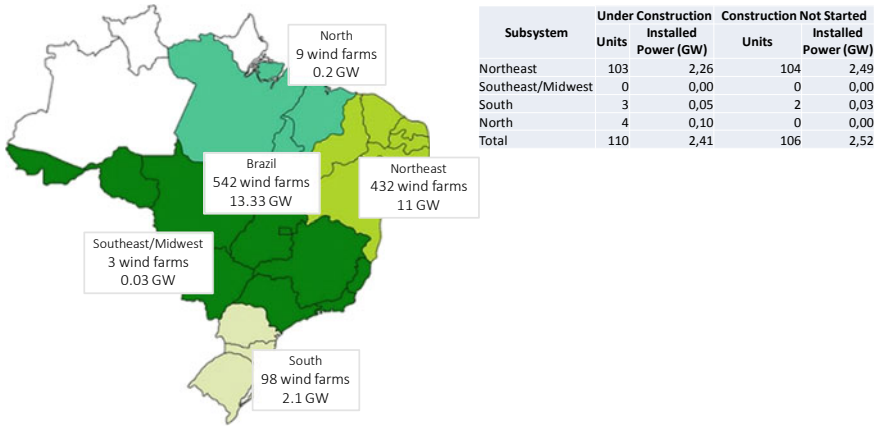 North
9 wind farms
0.2 GW
Brazil
542 wind farms
13.33 GW
Northeast
432 wind farms
11 GW
Southeast/Midwest
3 wind farms
0.03 GW
South
98 wind farms
2.1 GW
Subsystem Under Construction Construction Not Started
Units Installed Power (GW) Units Installed Power (GW)
Northeast 103 2,26 104 2,49
Southeast/Midwest 0 0,00 0 0,00
South 3 0,05 2 0,03
North 4 0,10 0 0,00
Total 110 2,41 106 2,52